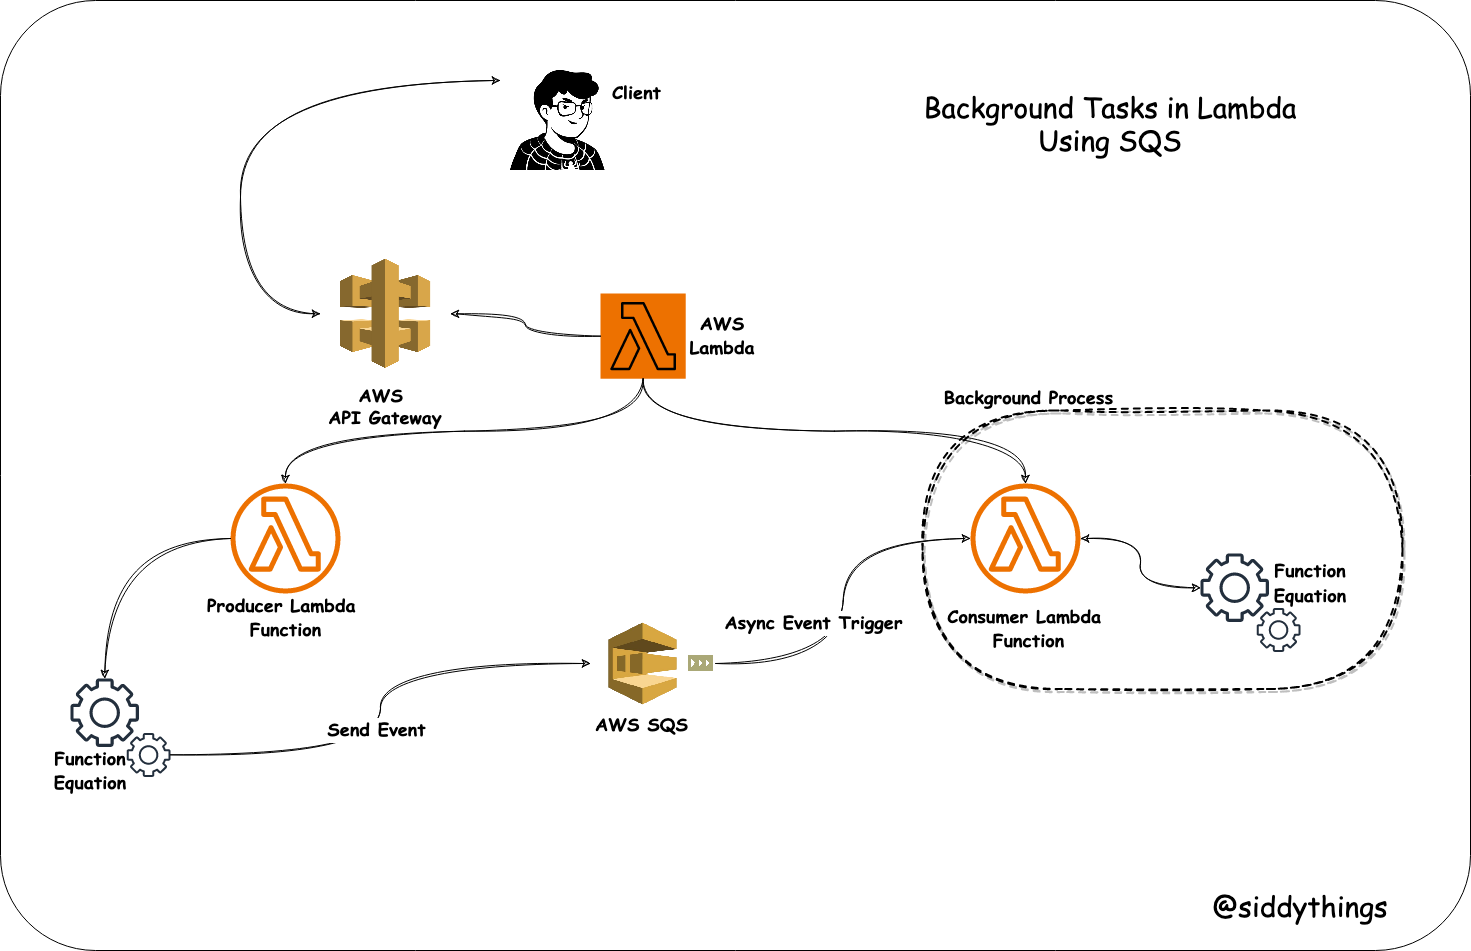 Client
Background Tasks in Lambda
Using SQS
AWS
Lambda
AWS
API Gateway
Background Process
Producer Lambda
Function
Async Event Trigger
Consumer Lambda
Function
Function
Equation
Send Event
AWS SQS
Function
Equation
@siddythings